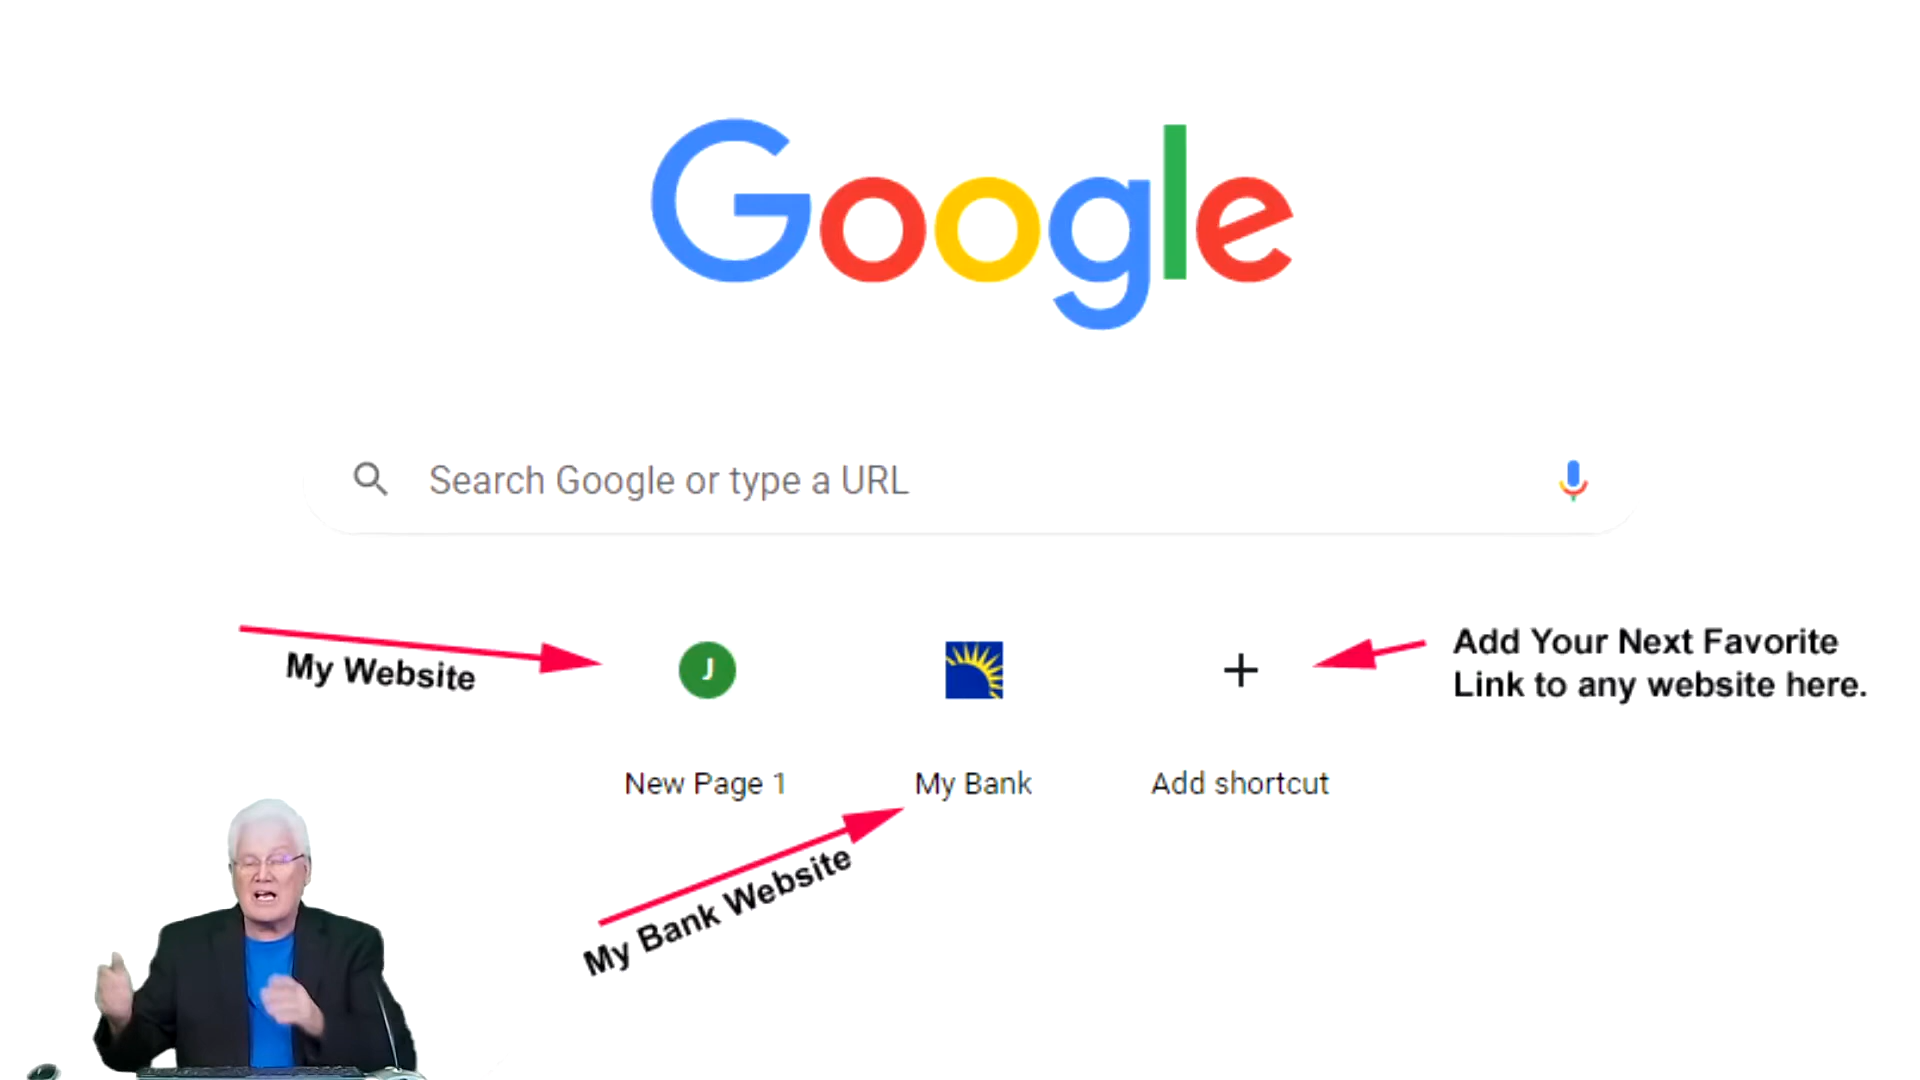 Google
Search Google or type a URL
My Website
J
Add Your Next Favorite
Link to any website here.
New Page 1
My Bank
Add shortcut
My Bank Website